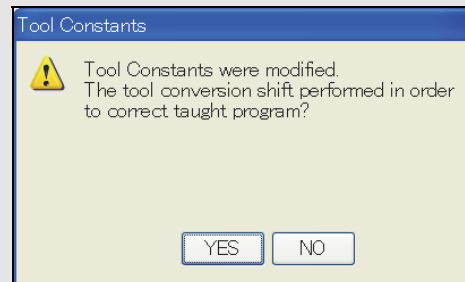 Tool Constants
Tool Constants were modified.
The tool conversion shift performed in order
to correct taught program?
YES
NO